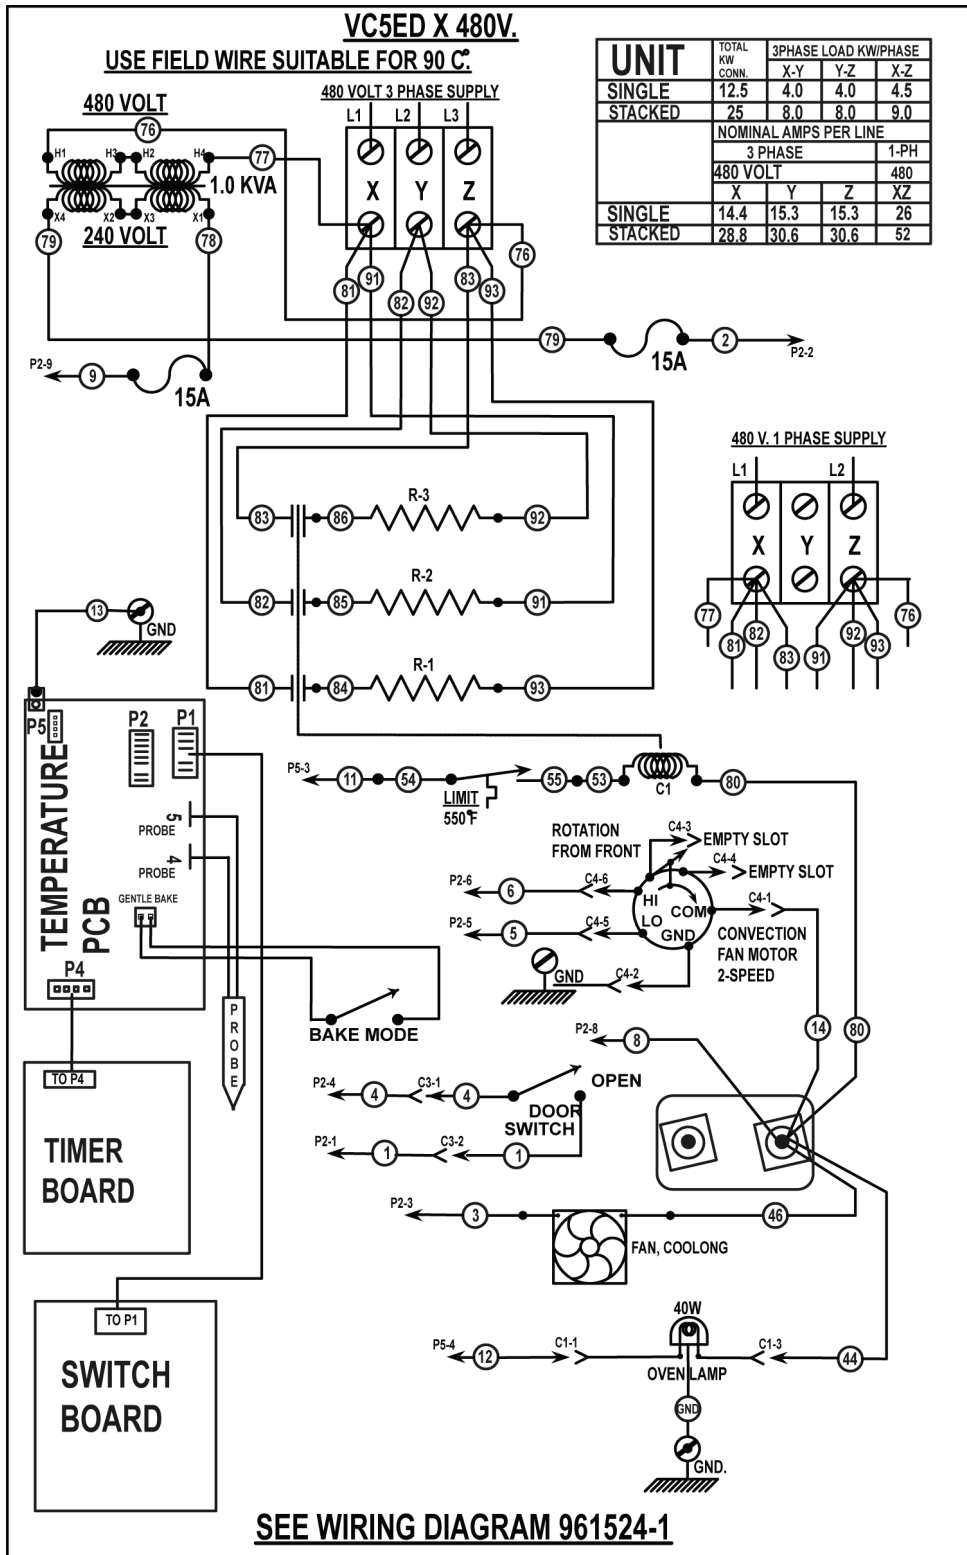 VC5ED X 480V.
USE FIELD WIRE SUITABLE FOR 90 C°.
480 VOLT
76
H1 H3 H2 H4
77
1.0 KVA
X4 X2 X3 X1
79 240 VOLT 78
480 VOLT 3 PHASE SUPPLY
L1 L2 L3
X Y Z
76
81 91 82 92 83 93
UNIT TOTAL KW CONN. 3PHASE LOAD KW/PHASE
X-Y Y-Z X-Z
SINGLE 12.5 4.0 4.0 4.5
STACKED 25 8.0 8.0 9.0
NOMINAL AMPS PER LINE
3 PHASE 1-PH
480 VOLT 480
X Y Z XZ
SINGLE 14.4 15.3 15.3 26
STACKED 28.8 30.6 30.6 52
79 15A 2 P2-2
P2-9 9 15A
480 V. 1 PHASE SUPPLY
L1 L2
X Y Z
77 81 82 83 91 92 93 76
R-3
83 86 92
R-2
82 85 91
R-1
81 84 93
13
GND
P5
P2
P1
TEMPERATURE
PCB
5
PROBE
4
PROBE
GENTLE BAKE
P4
PROBE
BAKE MODE
P5-3 11 54 55 53 C1 80
LIMIT
550°F
ROTATION
FROM FRONT
C4-3 EMPTY SLOT
C4-4 EMPTY SLOT
P2-6 6 C4-6 HI
P2-5 5 C4-5 LO
COM C4-1
GND
CONVECTION
FAN MOTOR
2-SPEED
GND C4-2
14 80
P2-8 8
P2-4 4 C3-1 4 OPEN
DOOR
SWITCH
P2-1 1 C3-2 1
P2-3 3 46
FAN, COOLONG
40W
P5-4 12 C1-1 C1-3 44
OVEN LAMP
GND
GND.
TO P4
TIMER
BOARD
TO P1
SWITCH
BOARD
SEE WIRING DIAGRAM 961524-1